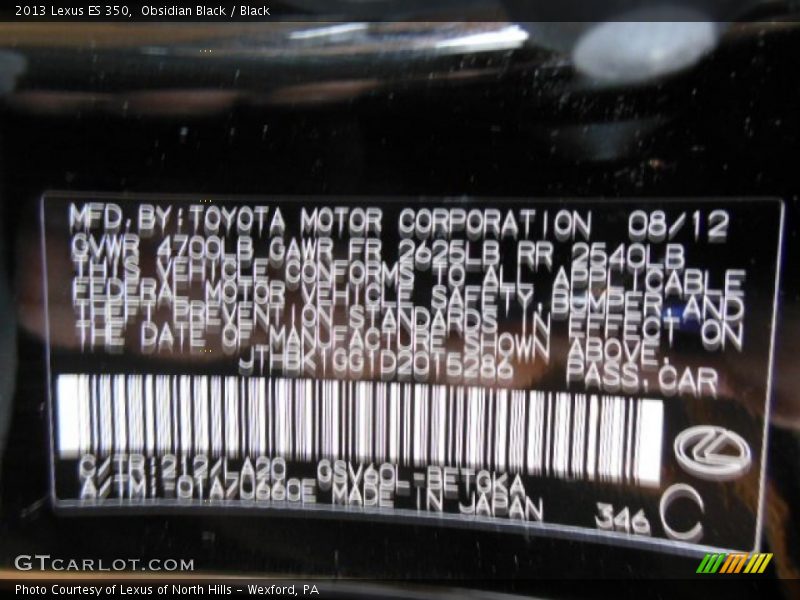 2013 Lexus ES 350, Obsidian Black / Black
MFD.BY:TOYOTA MOTOR CORPORATION 08/12
GVWR 4700LB GAWR FR 2625LB RR 2540LB
THIS VEHICLE CONFORMS TO ALL APPLICABLE
FEDERAL MOTOR VEHICLE SAFETY,BUMPER AND
THEFT PREVENTION STANDARDS IN EFFECT ON
THE DATE OF MANUFACTURE SHOWN ABOVE.
JTHBK1GG1D2015286 PASS.CAR
C/TR:212/LA20 GSV60L-BETGKA
A/TM:-01A/U660E MADE IN JAPAN
346 C
GTCARLOT.COM
Photo Courtesy of Lexus of North Hills - Wexford, PA